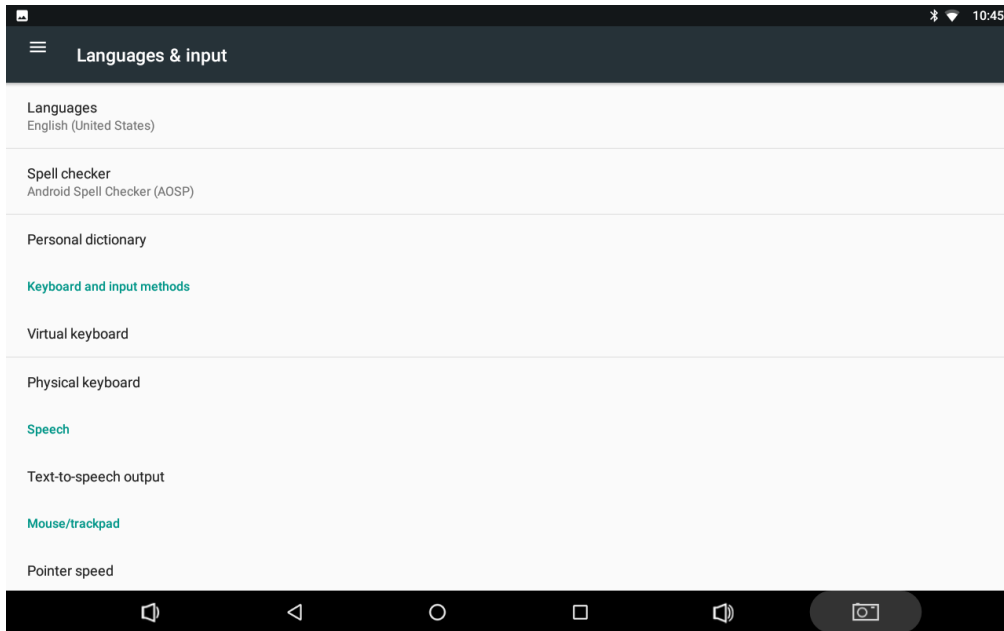 10:45
Languages & input
Languages
English (United States)
Spell checker
Android Spell Checker (AOSP)
Personal dictionary
Keyboard and input methods
Virtual keyboard
Physical keyboard
Speech
Text-to-speech output
Mouse/trackpad
Pointer speed